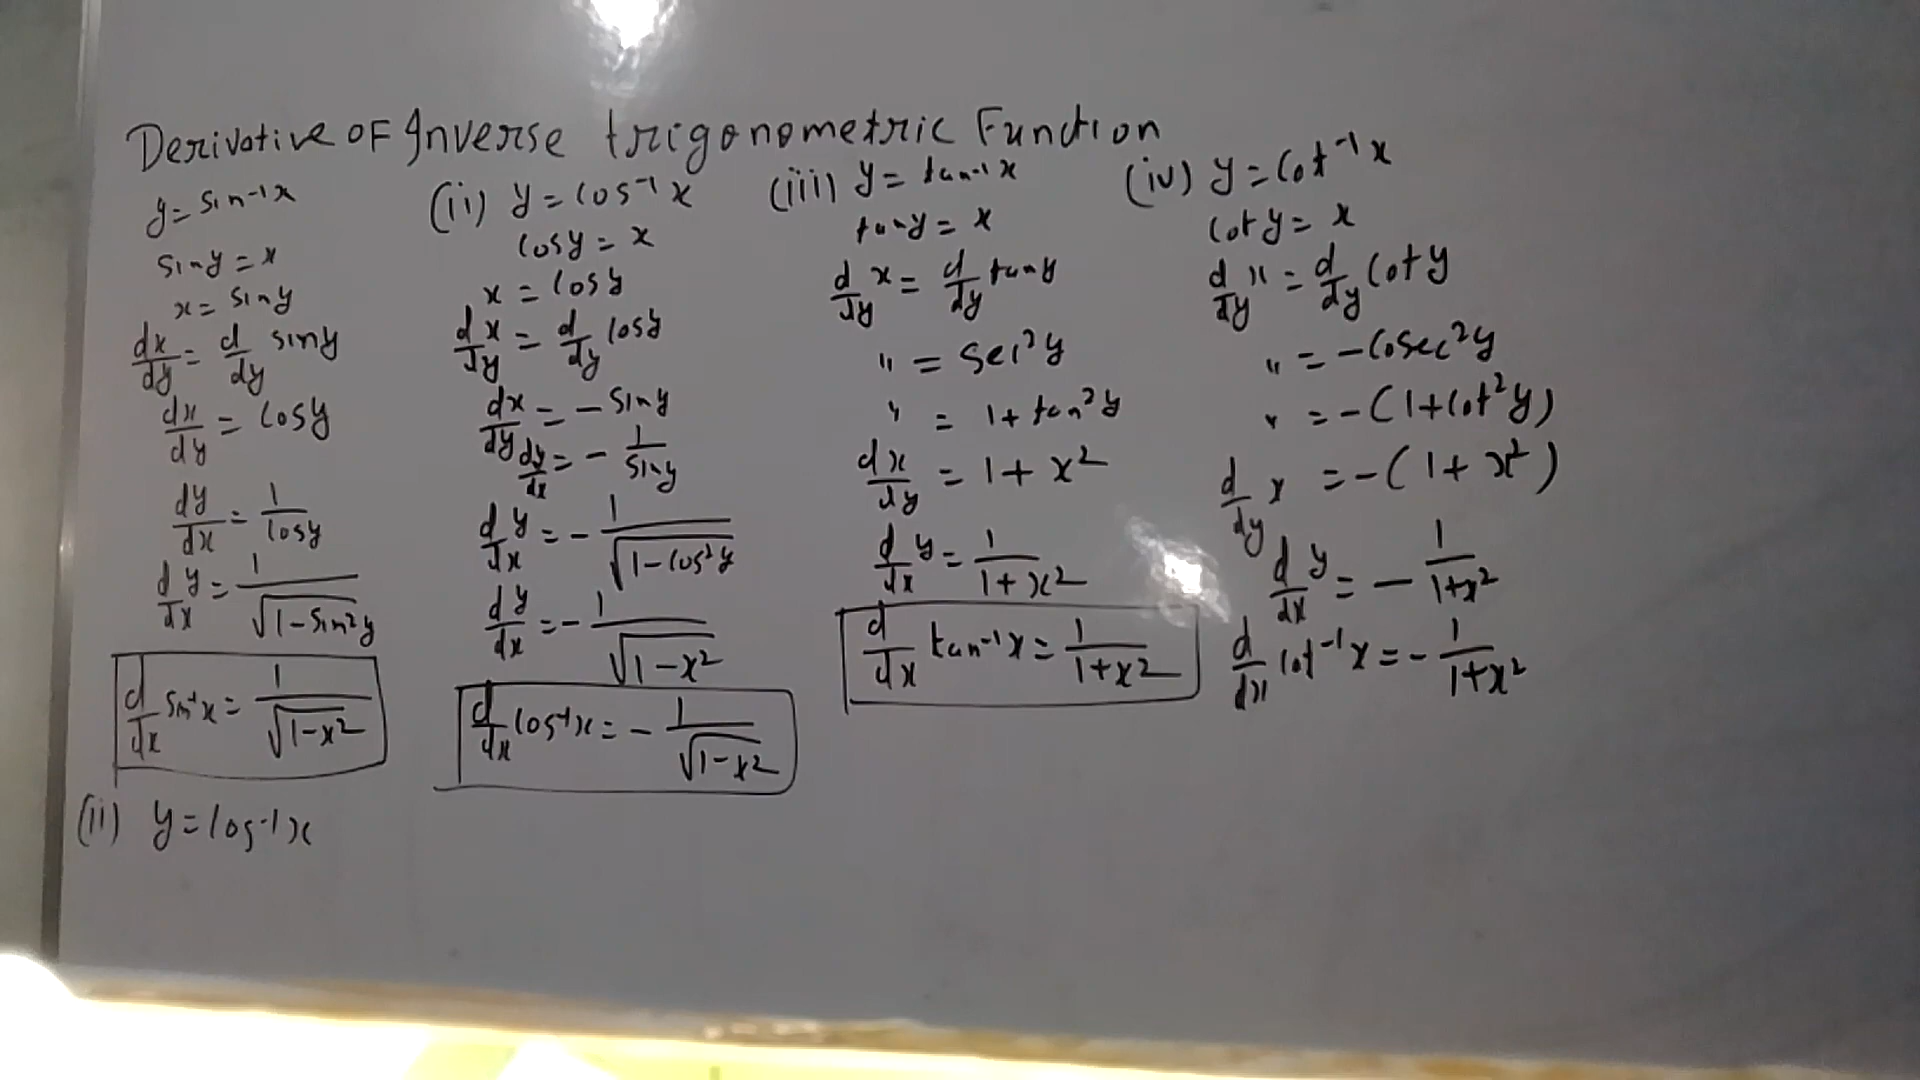 Derivative OF Inverse trigonometric Function
y = sin⁻¹x
sin y = x
x = sin y
dx/dy = d/dy sin y
dx/dy = cos y
dy/dx = 1/cos y
d/dx y = 1/√(1-sin²y)
d/dx sin⁻¹x = 1/√(1-x²)
(ii) y = cos⁻¹x
(ii) y = cos⁻¹x
cos y = x
x = cos y
d/dy x = d/dy cos y
dx/dy = - sin y
dy/dx = - 1/sin y
d/dx y = - 1/√(1-cos²y)
dy/dx = - 1/√(1-x²)
d/dx cos⁻¹x = - 1/√(1-x²)
(iii) y = tan⁻¹x
tan y = x
d/dy x = d/dy tan y
" = sec²y
" = 1 + tan²y
dx/dy = 1 + x²
d/dx y = 1/(1+x²)
d/dx tan⁻¹x = 1/(1+x²)
(iv) y = cot⁻¹x
cot y = x
d/dy x = d/dy cot y
" = - cosec²y
" = - (1+cot²y)
d/dy x = - (1+x²)
d/dx y = - 1/(1+x²)
d/dx cot⁻¹x = - 1/(1+x²)